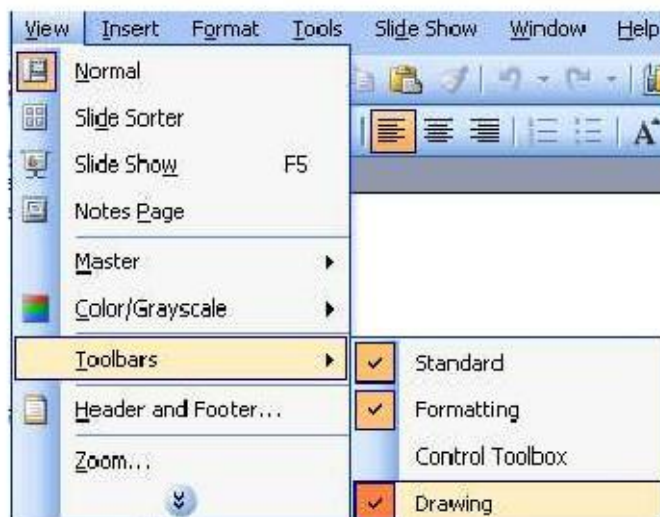 View Insert Format Tools Slide Show Window Help
Normal
Slide Sorter
Slide Show F5
Notes Page
Master
Color/Grayscale
Toolbars
Header and Footer...
Zoom...
Standard
Formatting
Control Toolbox
Drawing
A